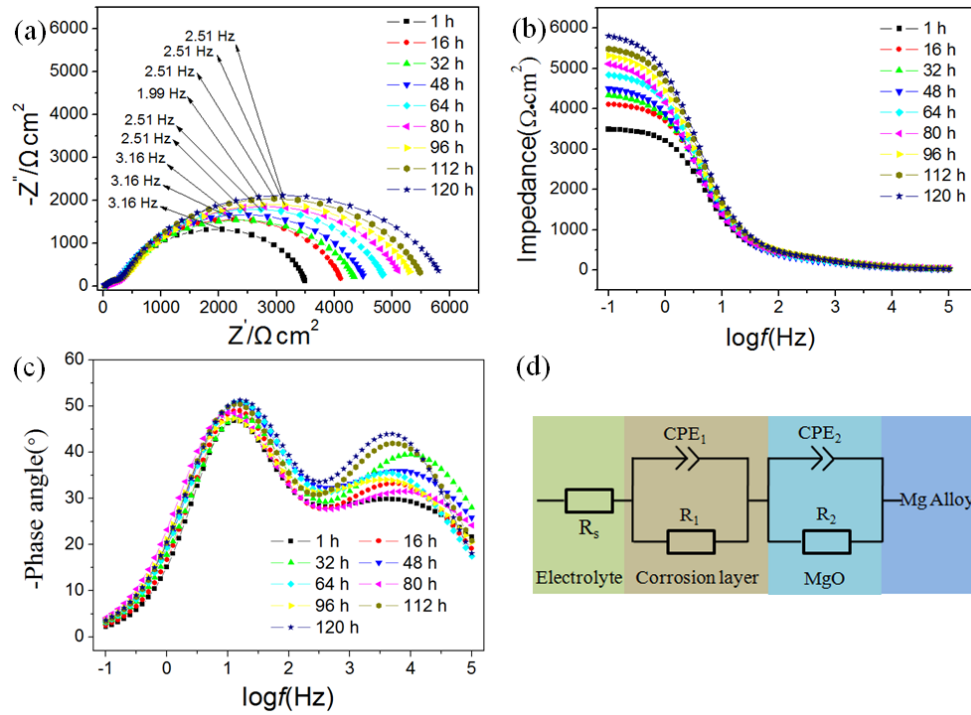 (a)
6000
5000
4000
3000
2000
1000
0
-Z''/Ω cm²
0 1000 2000 3000 4000 5000 6000
Z'/Ω cm²
2.51 Hz
2.51 Hz
2.51 Hz
1.99 Hz
2.51 Hz
2.51 Hz
3.16 Hz
3.16 Hz
3.16 Hz
1 h
16 h
32 h
48 h
64 h
80 h
96 h
112 h
120 h
(b)
6000
5000
4000
3000
2000
1000
0
Impedance(Ω•cm²)
-1 0 1 2 3 4 5
logf(Hz)
1 h
16 h
32 h
48 h
64 h
80 h
96 h
112 h
120 h
(c)
60
50
40
30
20
10
0
-Phase angle(°)
-1 0 1 2 3 4 5
logf(Hz)
1 h 16 h
32 h 48 h
64 h 80 h
96 h 112 h
120 h
(d)
CPE₁ CPE₂
Mg Alloy
Rₛ R₁ R₂
Electrolyte Corrosion layer MgO